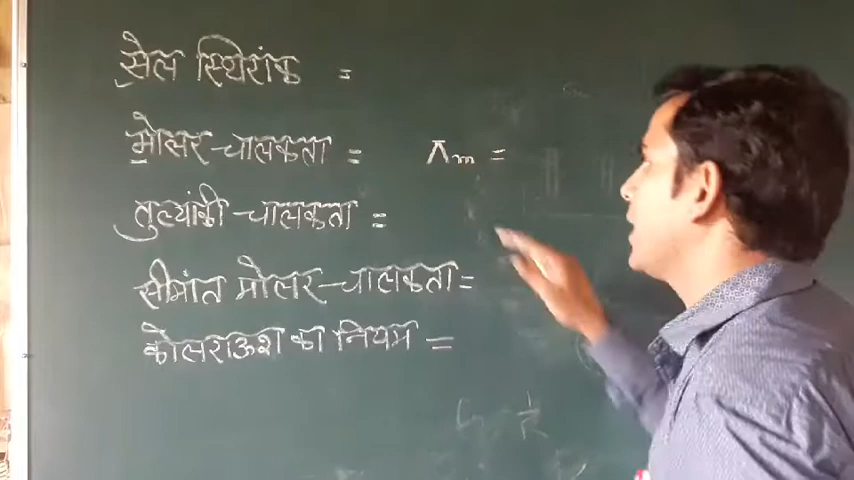 सेल स्थिरांक =
मोलर-चालकता = Λm =
तुल्यांकी-चालकता =
सीमांत मोलर-चालकता =
कोलराऊश का नियम =